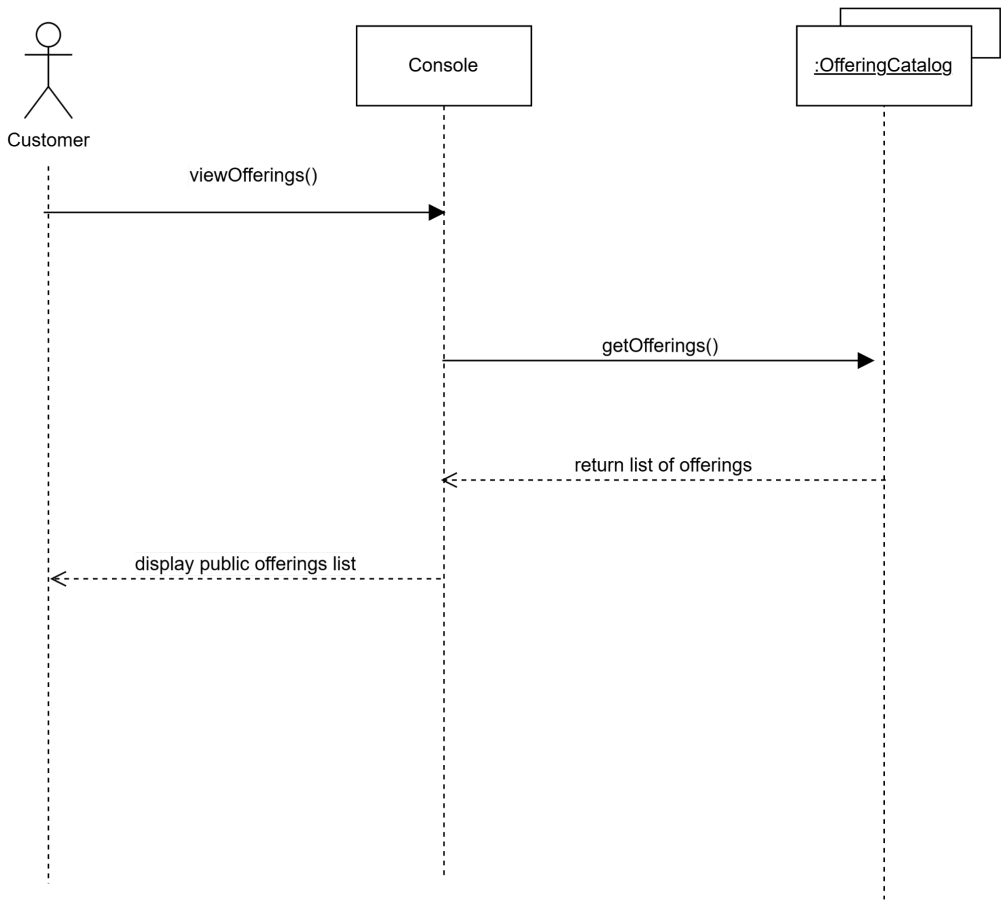 Console
:OfferingCatalog
Customer
viewOfferings()
getOfferings()
return list of offerings
display public offerings list